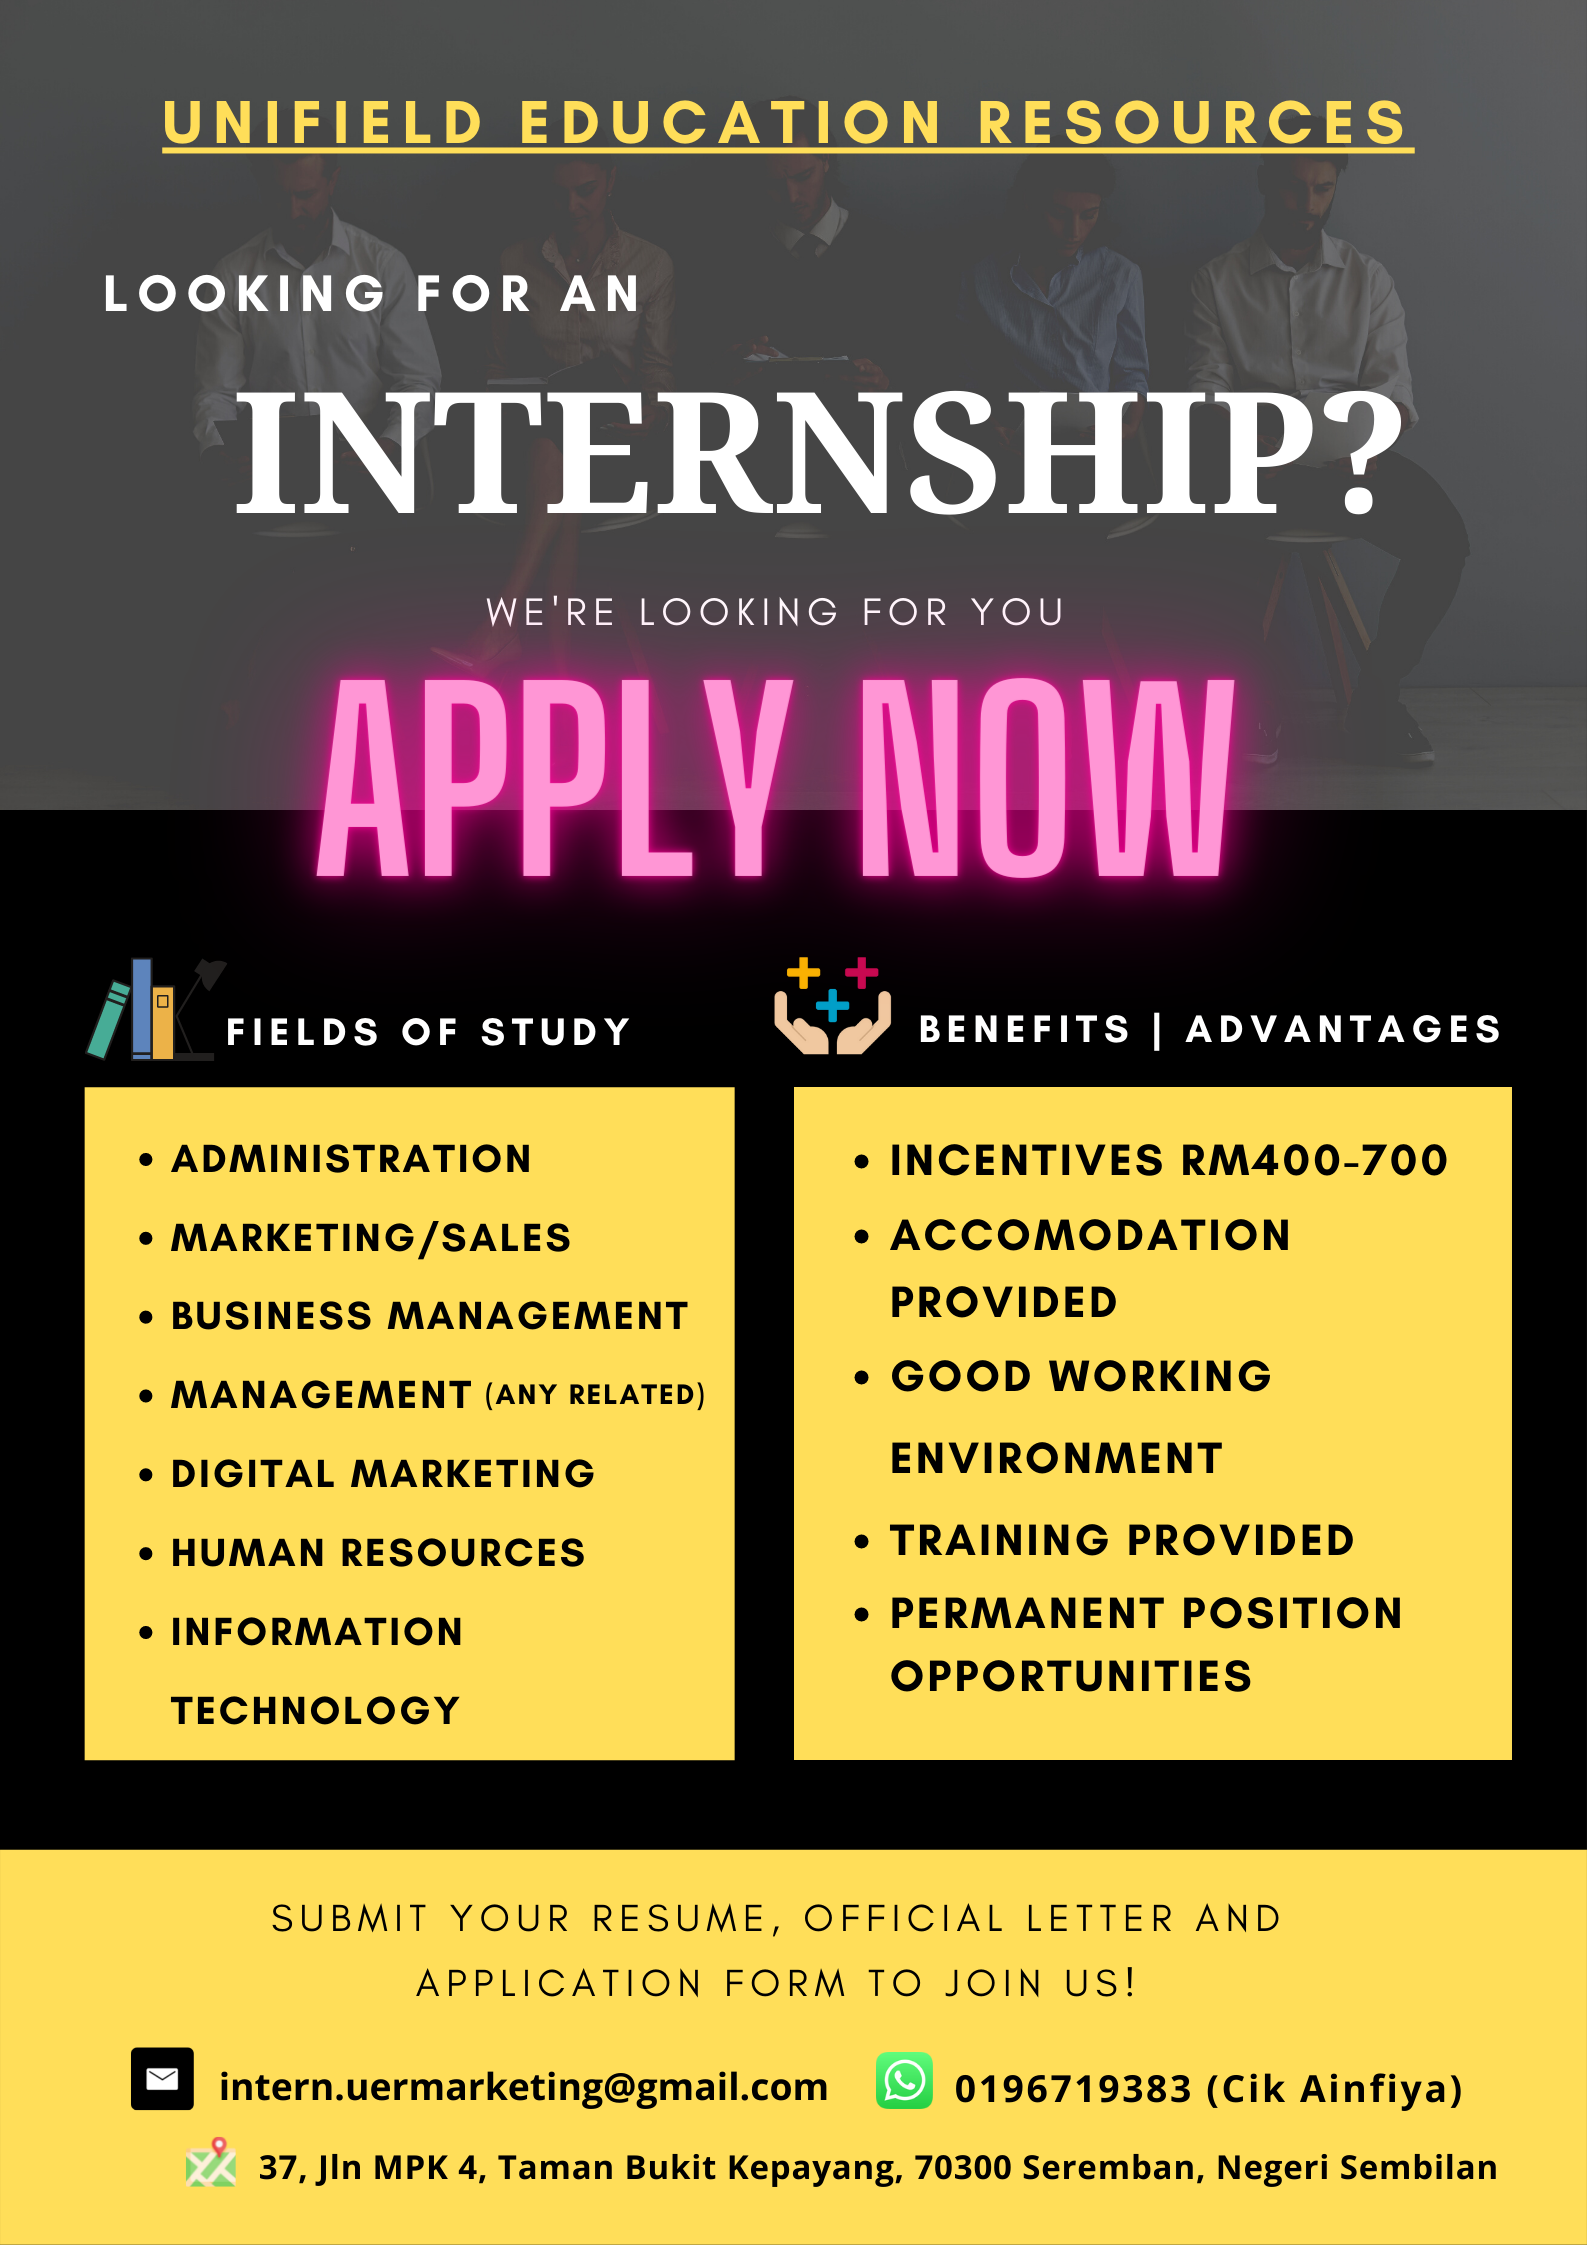 UNIFIELD EDUCATION RESOURCES
LOOKING FOR AN
INTERNSHIP?
WE'RE LOOKING FOR YOU
APPLY NOW
FIELDS OF STUDY
• ADMINISTRATION
• MARKETING/SALES
• BUSINESS MANAGEMENT
• MANAGEMENT (ANY RELATED)
• DIGITAL MARKETING
• HUMAN RESOURCES
• INFORMATION
TECHNOLOGY
BENEFITS | ADVANTAGES
• INCENTIVES RM400-700
• ACCOMODATION
PROVIDED
• GOOD WORKING
ENVIRONMENT
• TRAINING PROVIDED
• PERMANENT POSITION
OPPORTUNITIES
SUBMIT YOUR RESUME, OFFICIAL LETTER AND
APPLICATION FORM TO JOIN US!
intern.uermarketing@gmail.com
0196719383 (Cik Ainfiya)
37, Jln MPK 4, Taman Bukit Kepayang, 70300 Seremban, Negeri Sembilan